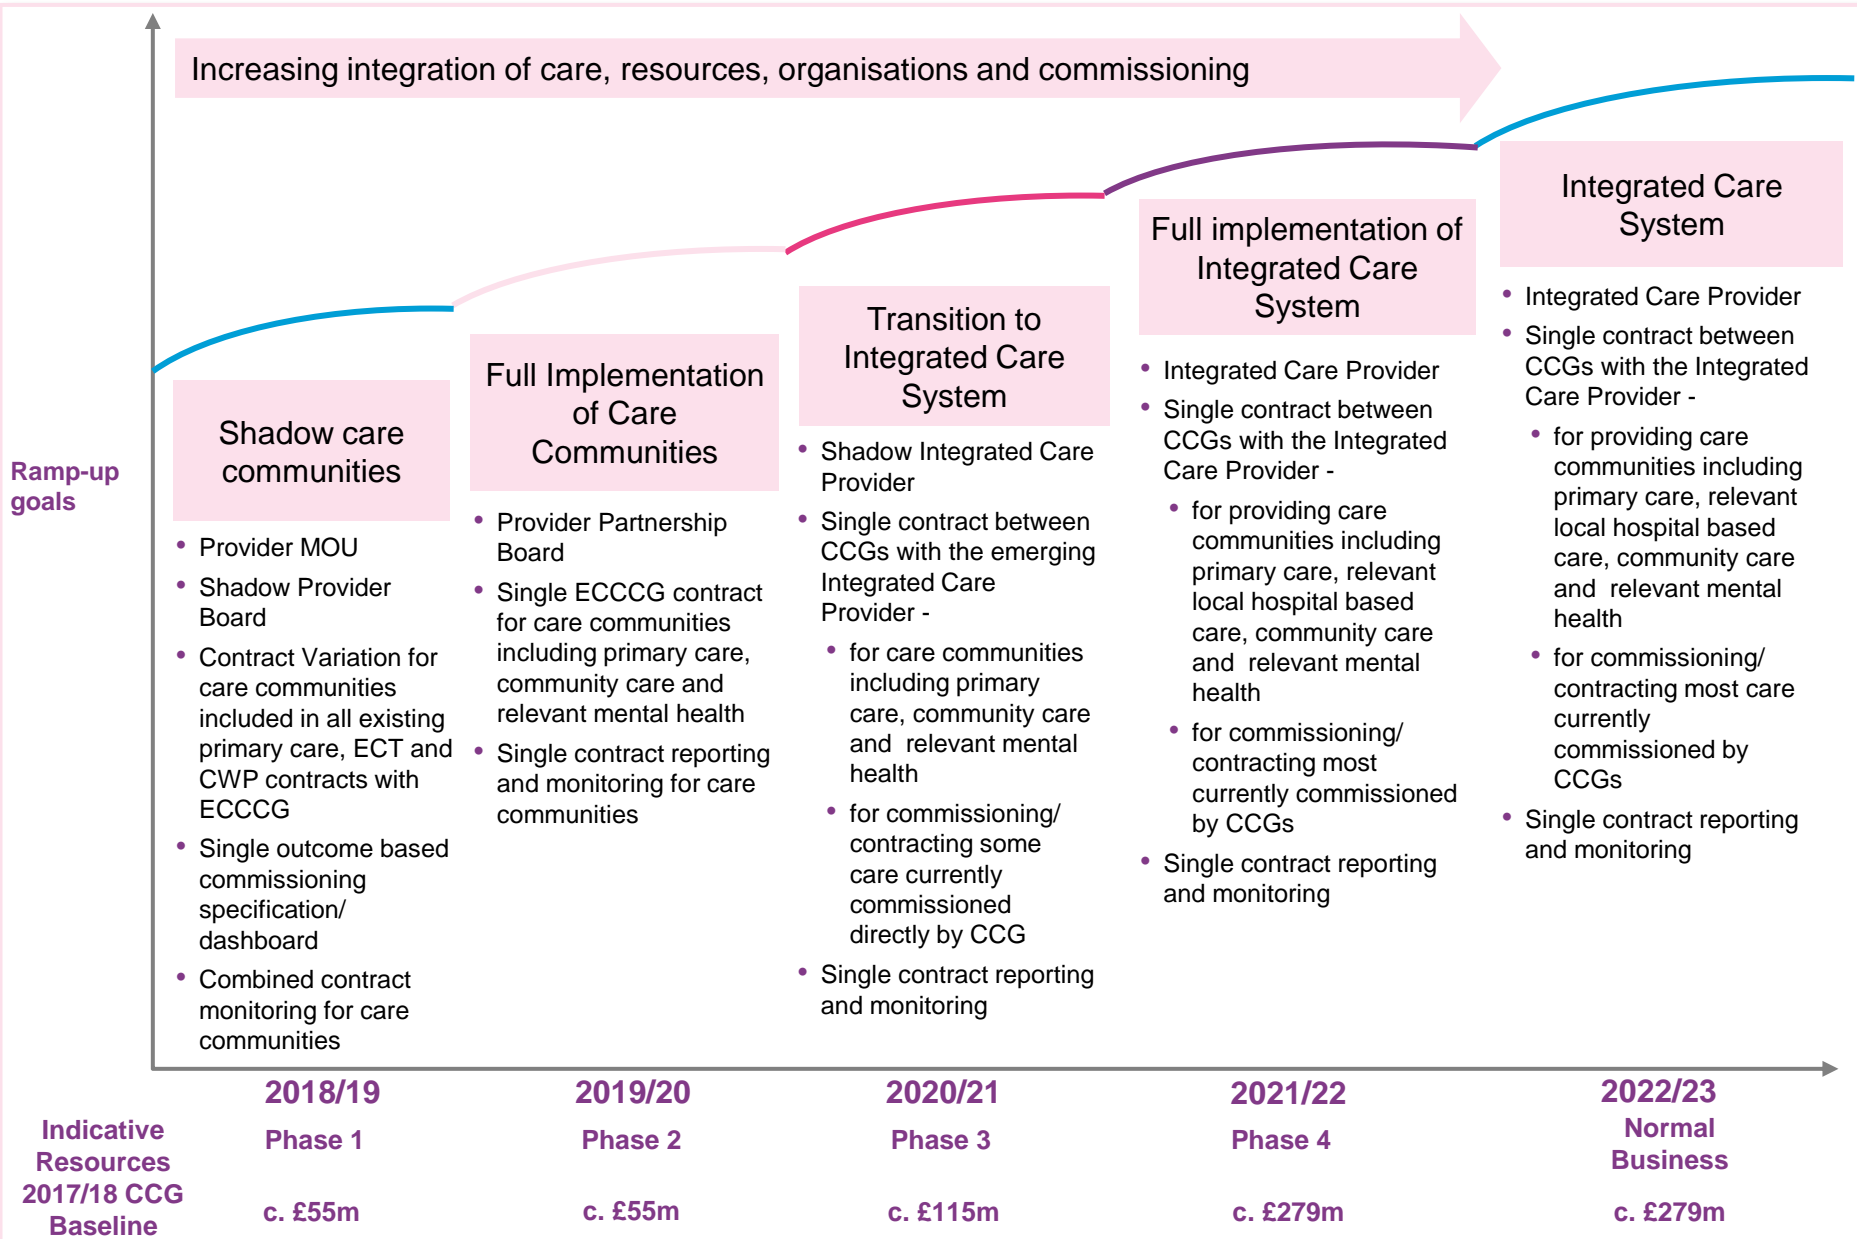 Increasing integration of care, resources, organisations and commissioning
Ramp-up
goals
Shadow care
communities
• Provider MOU
• Shadow Provider
Board
• Contract Variation for
care communities
included in all existing
primary care, ECT and
CWP contracts with
ECCCG
• Single outcome based
commissioning
specification/
dashboard
• Combined contract
monitoring for care
communities
Full Implementation
of Care
Communities
• Provider Partnership
Board
• Single ECCCG contract
for care communities
including primary care,
community care and
relevant mental health
• Single contract reporting
and monitoring for care
communities
Transition to
Integrated Care
System
• Shadow Integrated Care
Provider
• Single contract between
CCGs with the emerging
Integrated Care
Provider -
• for care communities
including primary
care, community care
and relevant mental
health
• for commissioning/
contracting some
care currently
commissioned
directly by CCG
• Single contract reporting
and monitoring
Full implementation of
Integrated Care
System
• Integrated Care Provider
• Single contract between
CCGs with the Integrated
Care Provider -
• for providing care
communities including
primary care, relevant
local hospital based
care, community care
and relevant mental
health
• for commissioning/
contracting most
currently commissioned
by CCGs
• Single contract reporting
and monitoring
Integrated Care
System
• Integrated Care Provider
• Single contract between
CCGs with the Integrated
Care Provider -
• for providing care
communities including
primary care, relevant
local hospital based
care, community care
and relevant mental
health
• for commissioning/
contracting most care
currently
commissioned by
CCGs
• Single contract reporting
and monitoring
2018/19
2019/20
2020/21
2021/22
2022/23
Indicative
Resources
2017/18 CCG
Baseline
Phase 1
Phase 2
Phase 3
Phase 4
Normal
Business
c. £55m
c. £55m
c. £115m
c. £279m
c. £279m